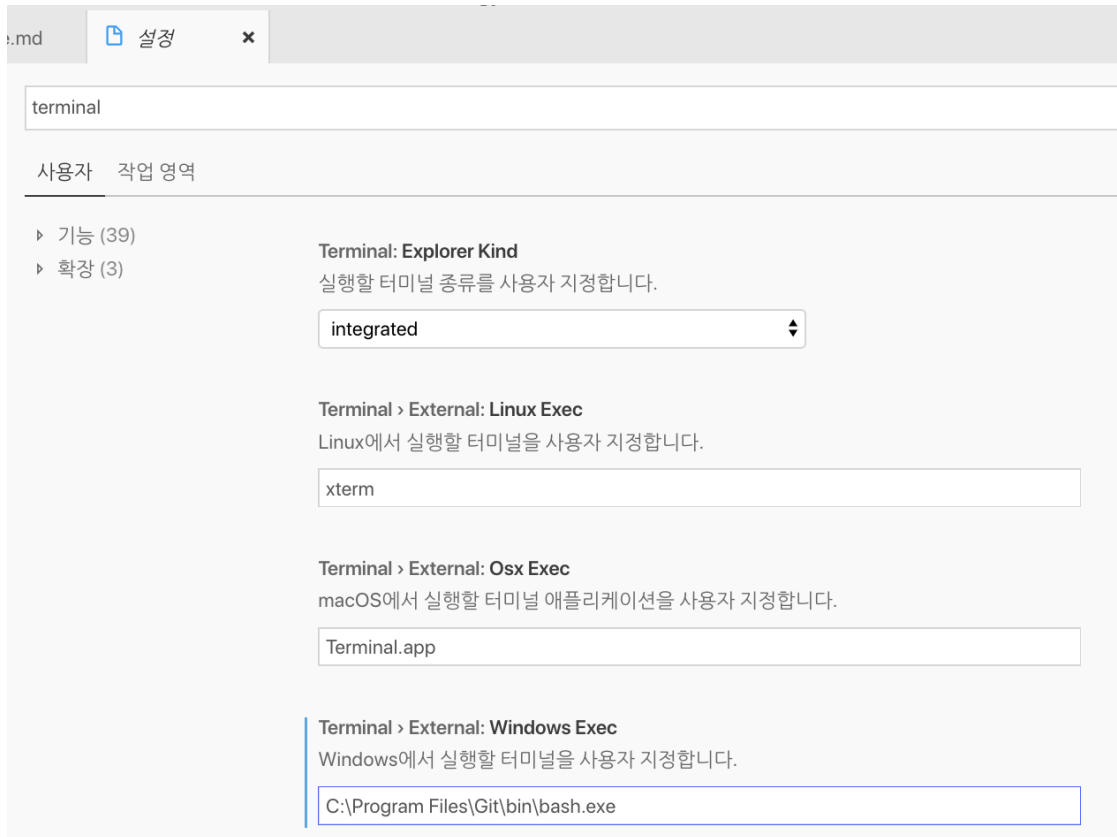 .md
설정
terminal
사용자 작업 영역
기능 (39)
확장 (3)
Terminal: Explorer Kind
실행할 터미널 종류를 사용자 지정합니다.
integrated
Terminal › External: Linux Exec
Linux에서 실행할 터미널을 사용자 지정합니다.
xterm
Terminal › External: Osx Exec
macOS에서 실행할 터미널 애플리케이션을 사용자 지정합니다.
Terminal.app
Terminal › External: Windows Exec
Windows에서 실행할 터미널을 사용자 지정합니다.
C:\Program Files\Git\bin\bash.exe